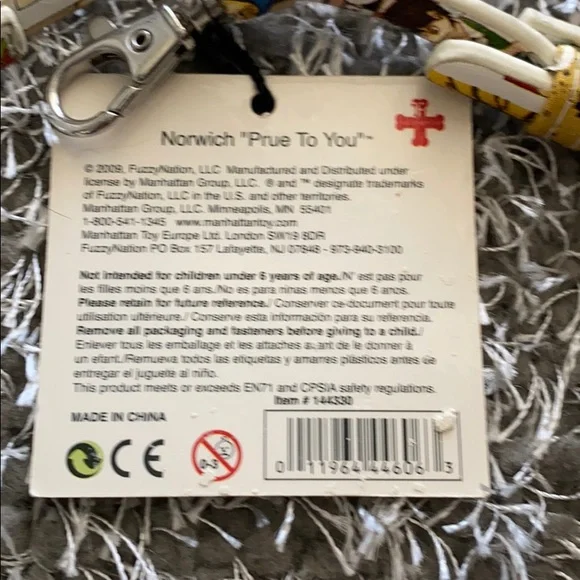 Norwich "Prue To You"™
© 2009, FuzzyNation, LLC Manufactured and Distributed under
license by Manhattan Group, LLC. ® and ™ designate trademarks
of FuzzyNation, LLC in the U.S. and other territories.
Manhattan Group, LLC. Minneapolis, MN 55401
1-800-541-1345 www.manhattantoy.com
Manhattan Toy Europe Ltd. London SW19 8DR
FuzzyNation PO Box 157 Lafayette, NJ 07848 - 973-940-3100
Not intended for children under 6 years of age./N' est pas pour
les filles moins que 6 ans./No es para ninas menos que 6 anos.
Please retain for future reference./ Conserver ce document pour toute
utilisation ultérieure./ Conserve esta información para su referencia.
Remove all packaging and fasteners before giving to a child./
Enlever tous les emballage et les attaches avant de le donner à
un efant./Remueva todos las etiquetas y amarres plásticos antes de
entregar el juguete al niño.
This product meets or exceeds EN71 and CPSIA safety regulations.
Item # 144330
MADE IN CHINA
CE
0-3
0 11964 44606 3